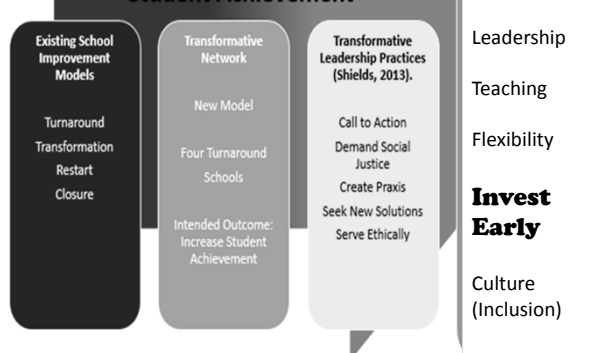 Student Achievement
Existing School
Improvement
Models
Turnaround
Transformation
Restart
Closure
Transformative
Network
New Model
Four Turnaround
Schools
Intended Outcome:
Increase Student
Achievement
Transformative
Leadership Practices
(Shields, 2013).
Call to Action
Demand Social
Justice
Create Praxis
Seek New Solutions
Serve Ethically
Leadership
Teaching
Flexibility
Invest
Early
Culture
(Inclusion)